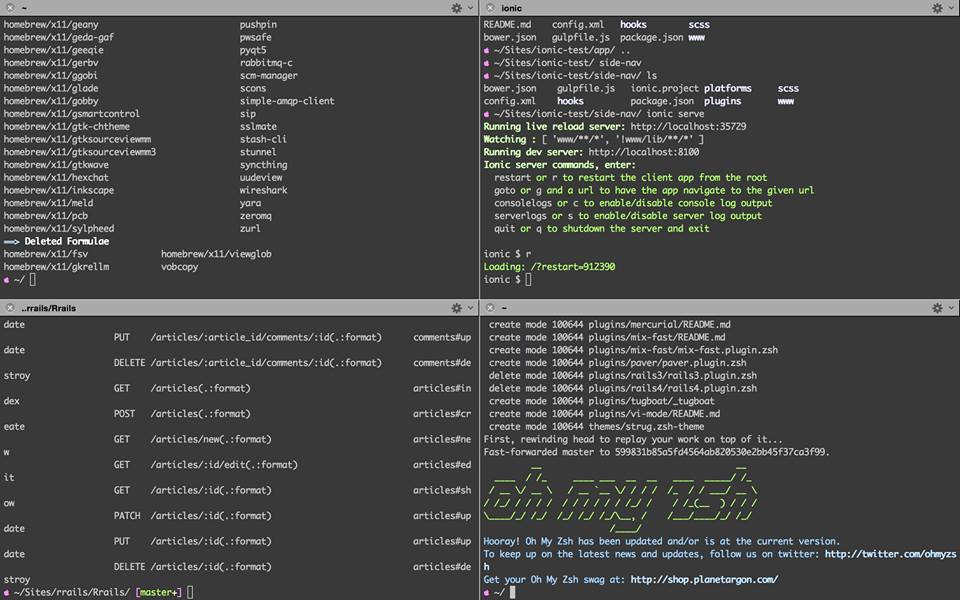 ~
homebrew/x11/geany pushpin
homebrew/x11/geda-gaf pwsafe
homebrew/x11/geeqie pyqt5
homebrew/x11/gerbv rabbitmq-c
homebrew/x11/ggobi scm-manager
homebrew/x11/glade scons
homebrew/x11/gobby simple-amqp-client
homebrew/x11/gsmartcontrol sip
homebrew/x11/gtk-chtheme sslmate
homebrew/x11/gtksourceviewmm stash-cli
homebrew/x11/gtksourceviewmm3 stunnel
homebrew/x11/gtkwave syncthing
homebrew/x11/hexchat uudeview
homebrew/x11/inkscape wireshark
homebrew/x11/meld yara
homebrew/x11/pcb zeromq
homebrew/x11/sylpheed zurl
==> Deleted Formulae
homebrew/x11/fsv homebrew/x11/viewglob
homebrew/x11/gkrellm vobcopy
~/
ionic
README.md config.xml hooks scss
bower.json gulpfile.js package.json www
~/Sites/ionic-test/app/ ..
~/Sites/ionic-test/ side-nav
~/Sites/ionic-test/side-nav/ ls
bower.json gulpfile.js ionic.project platforms scss
config.xml hooks package.json plugins www
~/Sites/ionic-test/side-nav/ ionic serve
Running live reload server: http://localhost:35729
Watching : [ 'www/**/*', '!www/lib/**/*' ]
Running dev server: http://localhost:8100
Ionic server commands, enter:
restart or r to restart the client app from the root
goto or g and a url to have the app navigate to the given url
consolelogs or c to enable/disable console log output
serverlogs or s to enable/disable server log output
quit or q to shutdown the server and exit
ionic $ r
Loading: /?restart=912390
ionic $
..rrails/Rrails
date
PUT /articles/:article_id/comments/:id(.:format) comments#up
date
DELETE /articles/:article_id/comments/:id(.:format) comments#de
stroy
GET /articles(.:format) articles#in
dex
POST /articles(.:format) articles#cr
eate
GET /articles/new(.:format) articles#ne
w
GET /articles/:id/edit(.:format) articles#ed
it
GET /articles/:id(.:format) articles#sh
ow
PATCH /articles/:id(.:format) articles#up
date
PUT /articles/:id(.:format) articles#up
date
DELETE /articles/:id(.:format) articles#de
stroy
~/Sites/rrails/Rrails/ [master+]
~
create mode 100644 plugins/mercurial/README.md
create mode 100644 plugins/mix-fast/README.md
create mode 100644 plugins/mix-fast/mix-fast.plugin.zsh
create mode 100644 plugins/paver/paver.plugin.zsh
delete mode 100644 plugins/rails3/rails3.plugin.zsh
delete mode 100644 plugins/rails4/rails4.plugin.zsh
create mode 100644 plugins/tugboat/_tugboat
create mode 100644 plugins/vi-mode/README.md
create mode 100644 themes/strug.zsh-theme
First, rewinding head to replay your work on top of it...
Fast-forwarded master to 599831b85a5fd4564ab820530e2bb45f37ca3f99.
oh my zsh
Hooray! Oh My Zsh has been updated and/or is at the current version.
To keep up on the latest news and updates, follow us on twitter: http://twitter.com/ohmyzs
h
Get your Oh My Zsh swag at: http://shop.planetargon.com/
~/